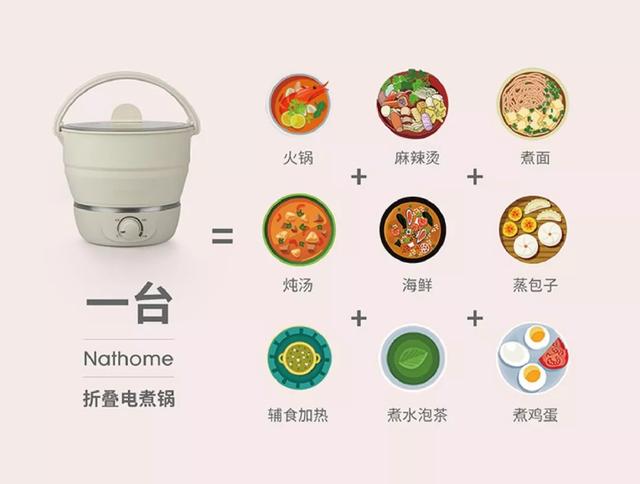 火锅
麻辣烫
煮面
+
+
=
炖汤
海鲜
蒸包子
一台
+
+
Nathome
折叠电煮锅
辅食加热
煮水泡茶
煮鸡蛋